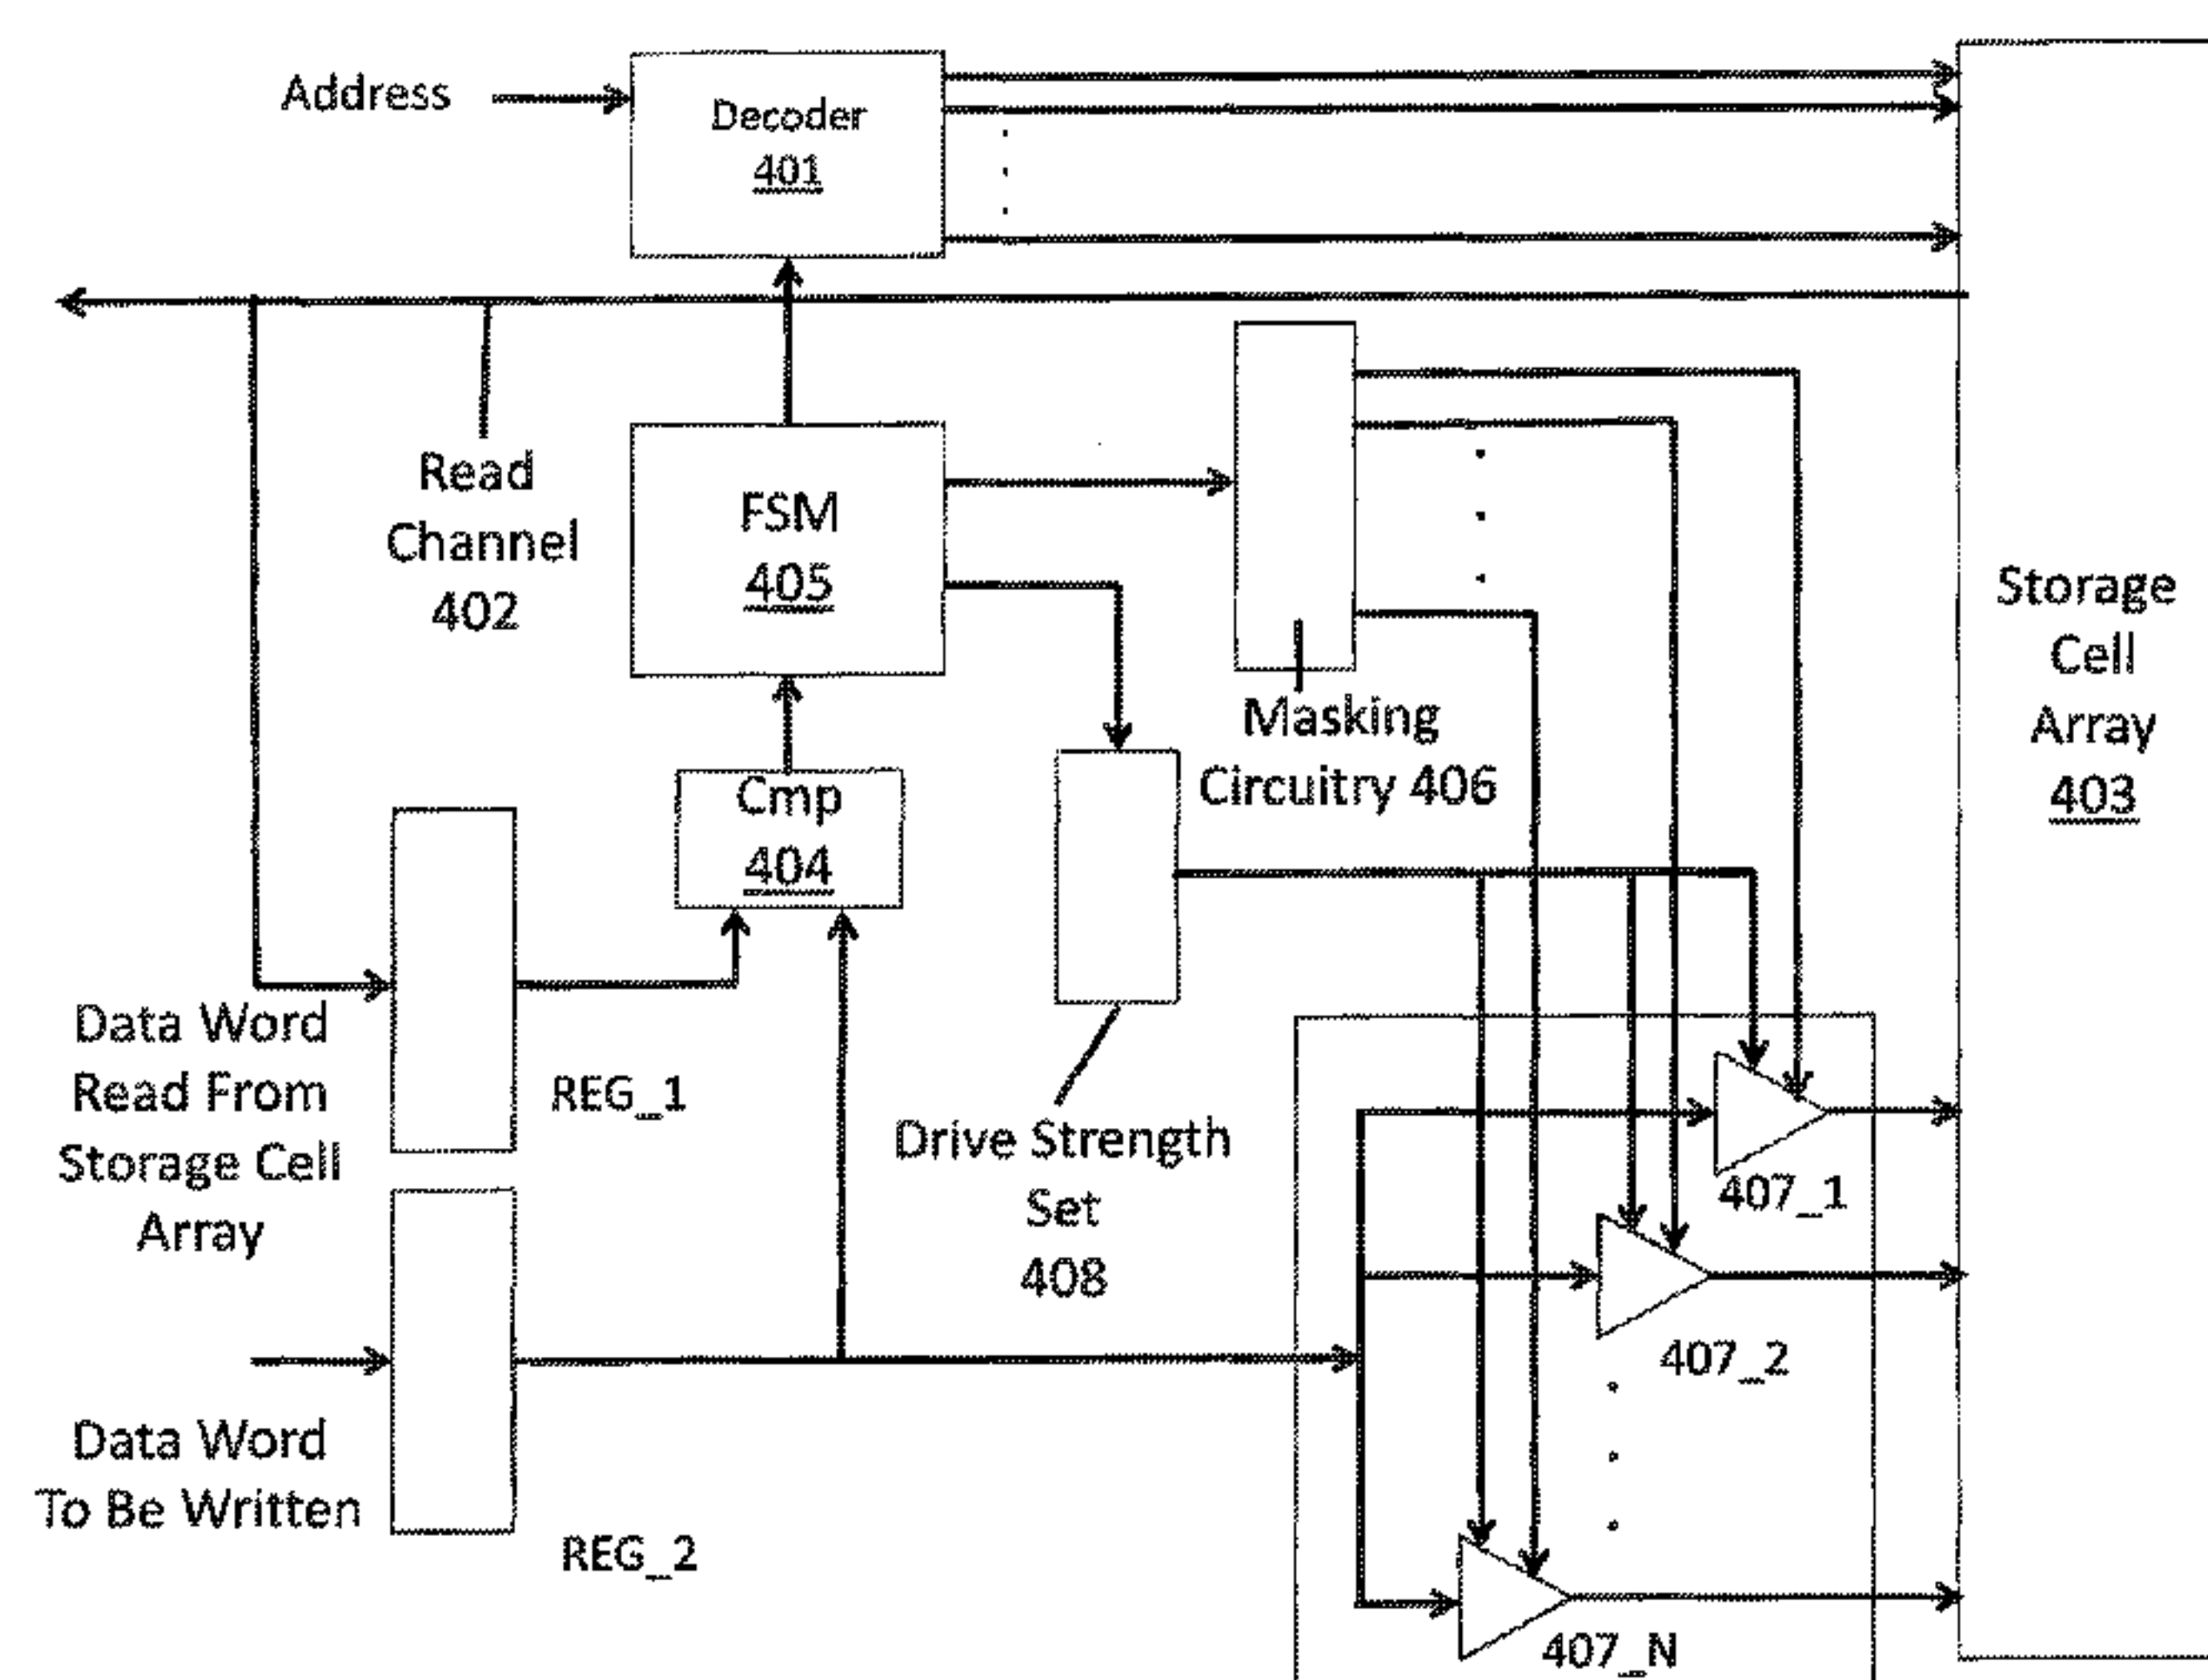 Address
Decoder
401
Read
Channel
402
FSM
405
Masking
Circuitry 406
Storage
Cell
Array
403
Cmp
404
Data Word
Read From
Storage Cell
Array
REG_1
Drive Strength
Set
408
407_1
407_2
407_N
Data Word
To Be Written
REG_2